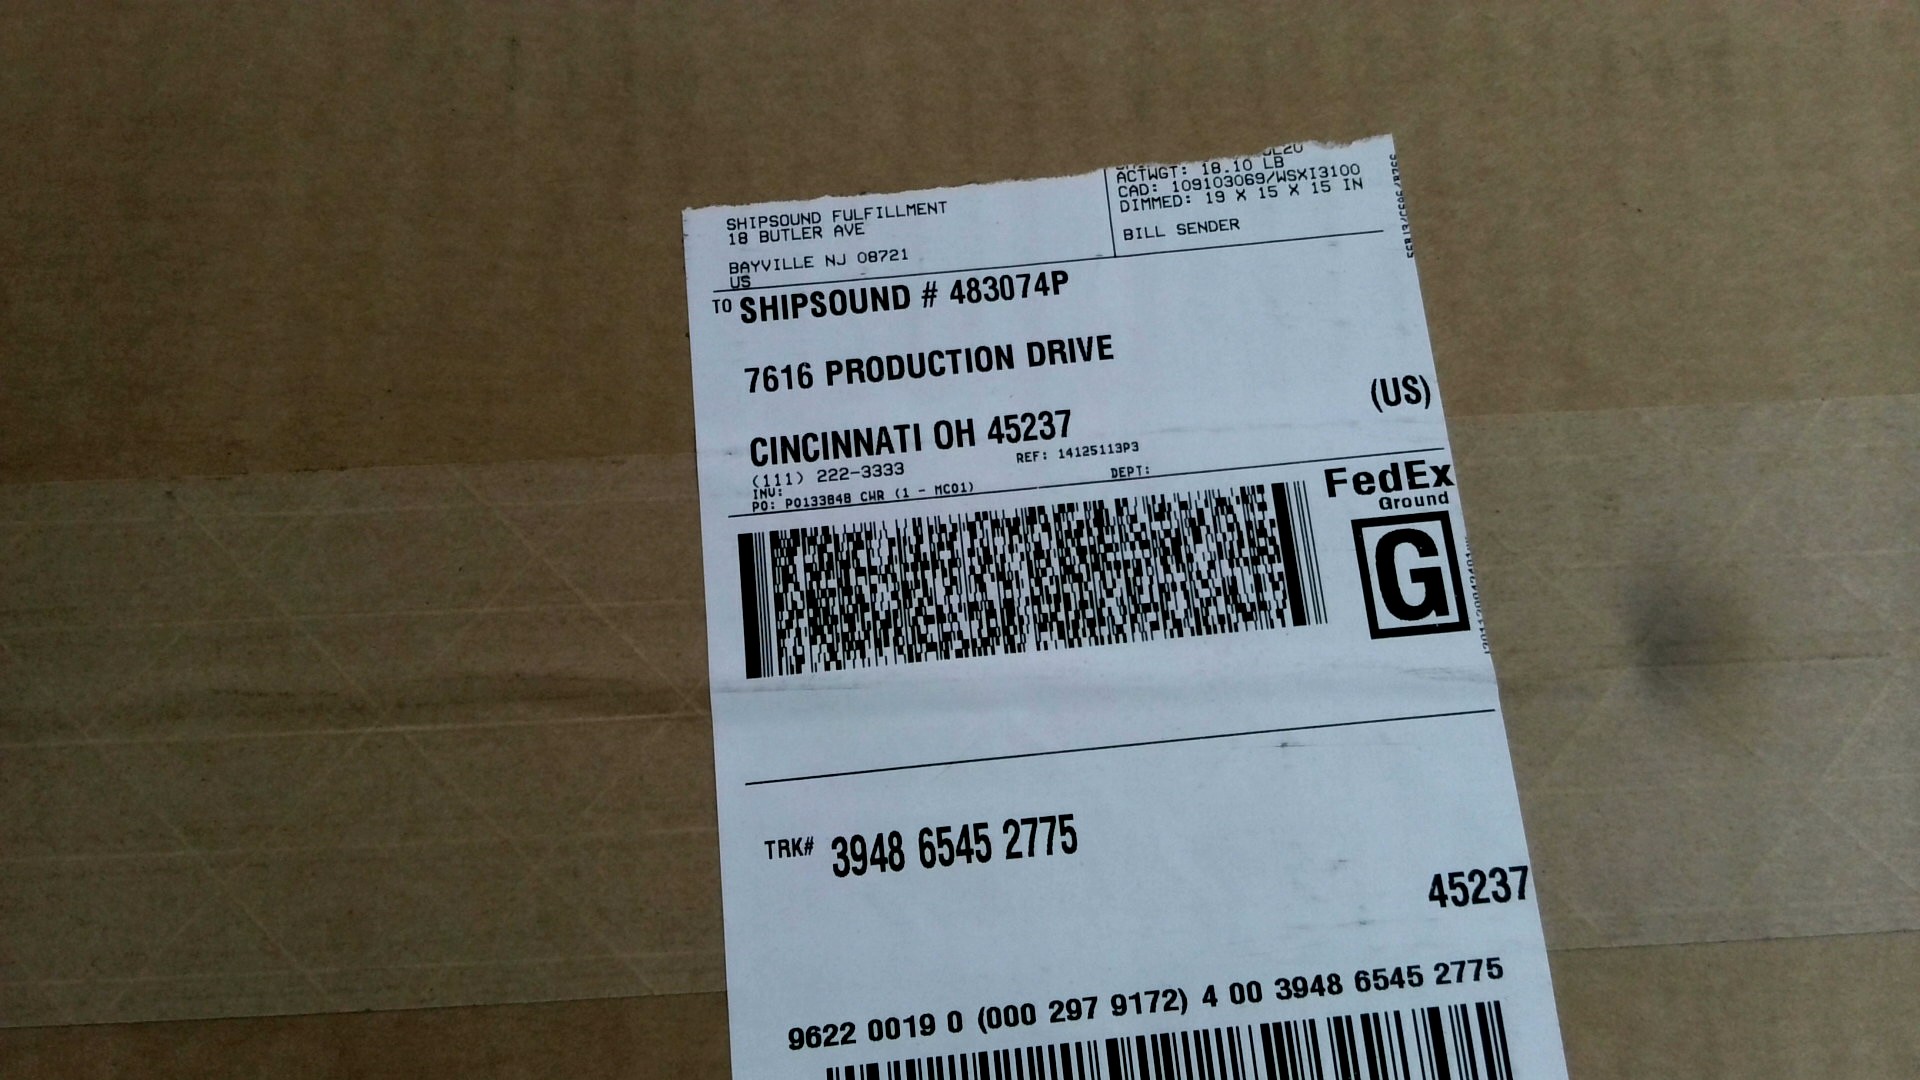 SHIPSOUND FULFILLMENT
18 BUTLER AVE
BAYVILLE NJ 08721
US
ACTWGT: 18.10 LB
CAD: 109103069/WSXI3100
DIMMED: 19 X 15 X 15 IN
BILL SENDER
TO SHIPSOUND # 483074P
7616 PRODUCTION DRIVE
CINCINNATI OH 45237
(US)
(111) 222-3333
REF: 14125113P3
INV:
PO: PO133848 CWR (1 - MC01)
DEPT:
FedEx
Ground
G
TRK# 3948 6545 2775
45237
9622 0019 0 (000 297 9172) 4 00 3948 6545 2775